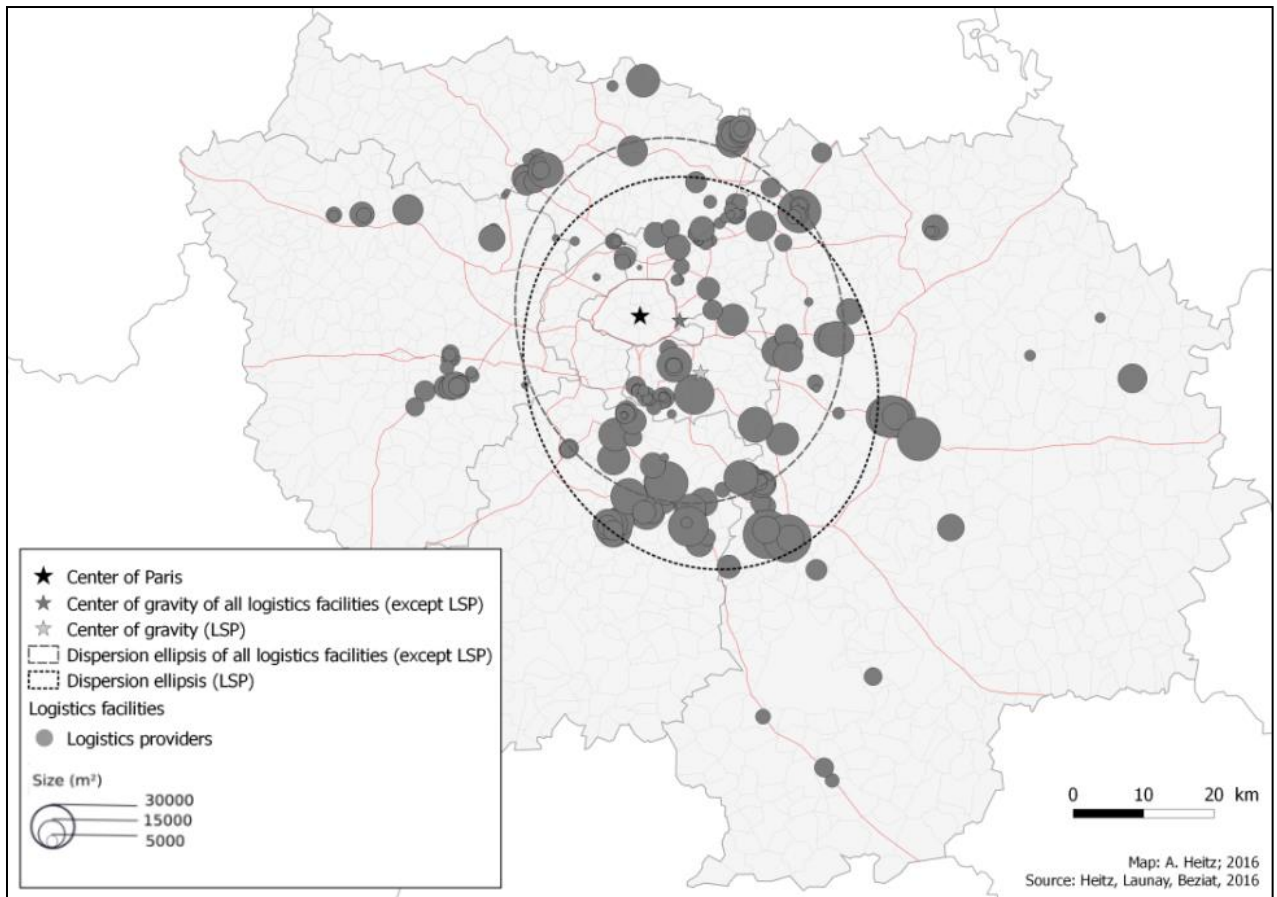 Center of Paris
Center of gravity of all logistics facilities (except LSP)
Center of gravity (LSP)
Dispersion ellipsis of all logistics facilities (except LSP)
Dispersion ellipsis (LSP)
Logistics facilities
Logistics providers
Size (m²)
30000
15000
5000
0 10 20 km
Map: A. Heitz; 2016
Source: Heitz, Launay, Beziat, 2016